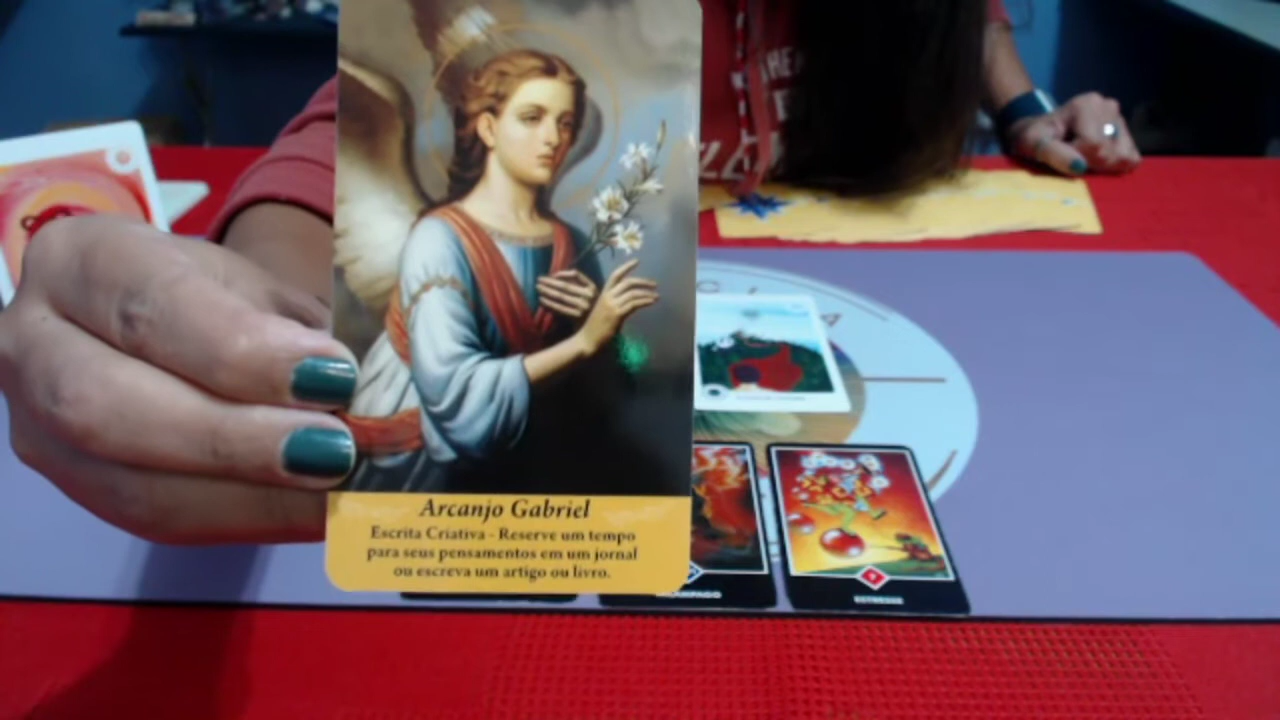 Arcanjo Gabriel
Escrita Criativa - Reserve um tempo
para seus pensamentos em um jornal
ou escreva um artigo ou livro.
ESTRESSE